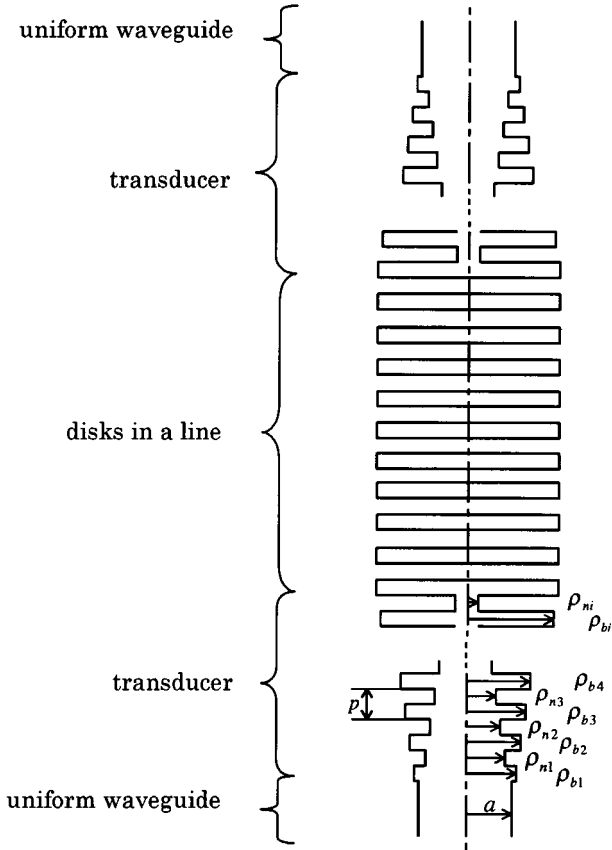 uniform waveguide
transducer
disks in a line
ρni
ρbi
transducer
p
ρb4
ρn3
ρb3
ρn2
ρb2
ρn1
ρb1
uniform waveguide
a